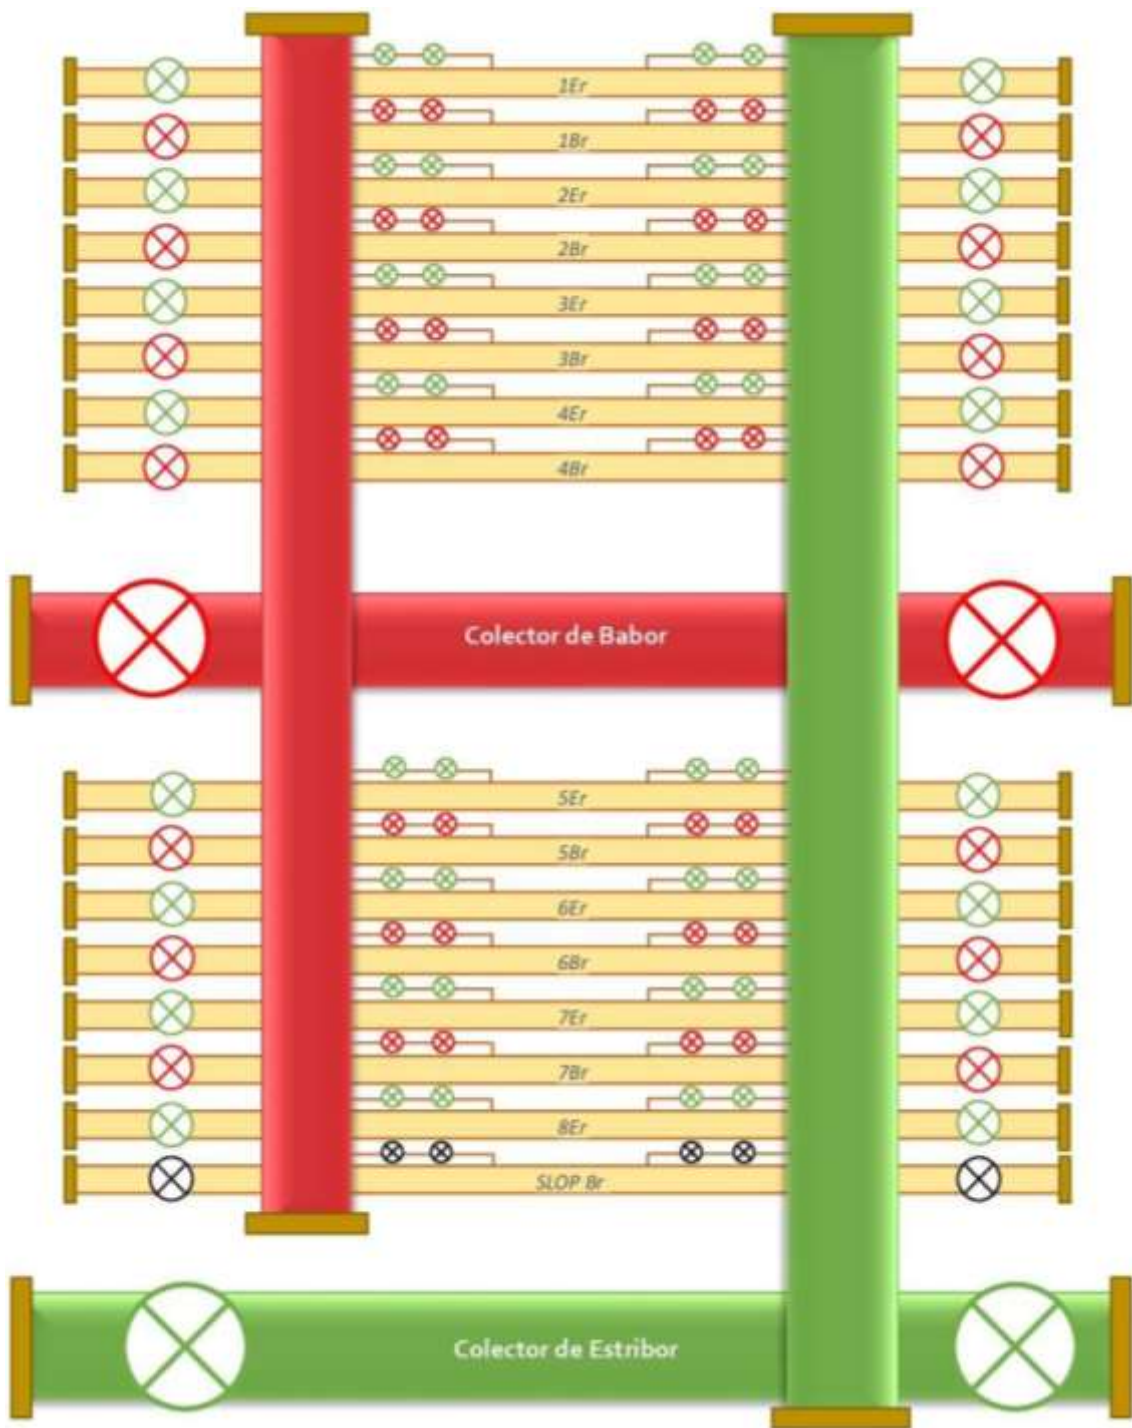 1Er
1Br
2Er
2Br
3Er
3Br
4Er
4Br
Colector de Babor
5Er
5Br
6Er
6Br
7Er
7Br
8Er
SLOP Br
Colector de Estribor